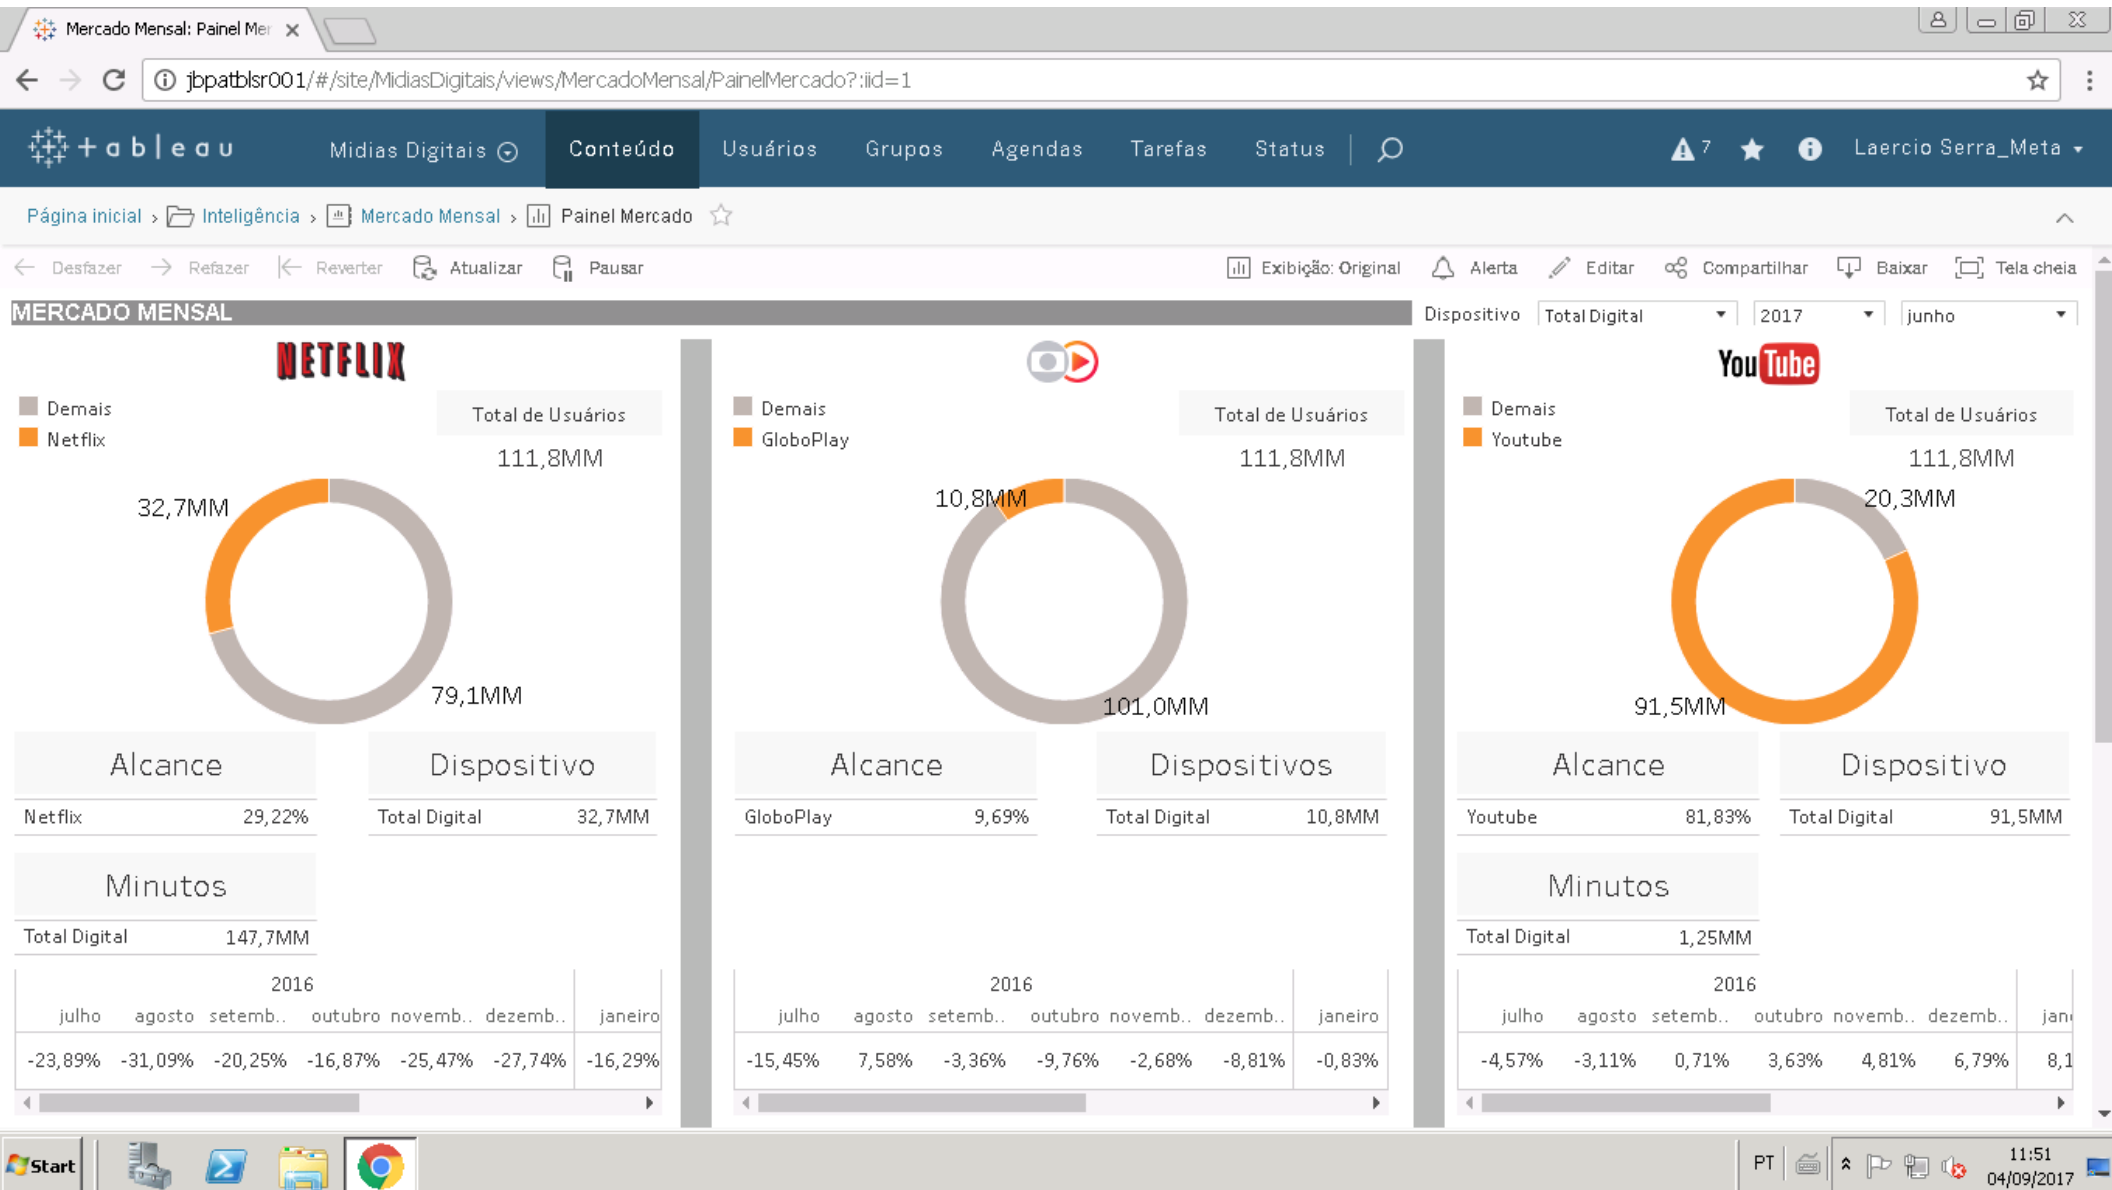 Mercado Mensal: Painel Mer
jbpatblsr001/#/site/MidiasDigitais/views/MercadoMensal/PainelMercado?:iid=1
+ableau
Midias Digitais
Conteúdo
Usuários
Grupos
Agendas
Tarefas
Status
7
Laercio Serra_Meta
Página inicial › Inteligência › Mercado Mensal › Painel Mercado
Desfazer
Refazer
Reverter
Atualizar
Pausar
Exibição: Original
Alerta
Editar
Compartilhar
Baixar
Tela cheia
MERCADO MENSAL
Dispositivo
Total Digital
2017
junho
NETFLIX
Demais
Netflix
Total de Usuários
111,8MM
32,7MM
79,1MM
Alcance
Netflix 29,22%
Dispositivo
Total Digital 32,7MM
Minutos
Total Digital 147,7MM
2016
julho agosto setemb.. outubro novemb.. dezemb.. janeiro
-23,89% -31,09% -20,25% -16,87% -25,47% -27,74% -16,29%
Demais
GloboPlay
Total de Usuários
111,8MM
10,8MM
101,0MM
Alcance
GloboPlay 9,69%
Dispositivos
Total Digital 10,8MM
2016
julho agosto setemb.. outubro novemb.. dezemb.. janeiro
-15,45% 7,58% -3,36% -9,76% -2,68% -8,81% -0,83%
YouTube
Demais
Youtube
Total de Usuários
111,8MM
20,3MM
91,5MM
Alcance
Youtube 81,83%
Dispositivo
Total Digital 91,5MM
Minutos
Total Digital 1,25MM
2016
julho agosto setemb.. outubro novemb.. dezemb.. jan
-4,57% -3,11% 0,71% 3,63% 4,81% 6,79% 8,1
Start
PT
11:51
04/09/2017